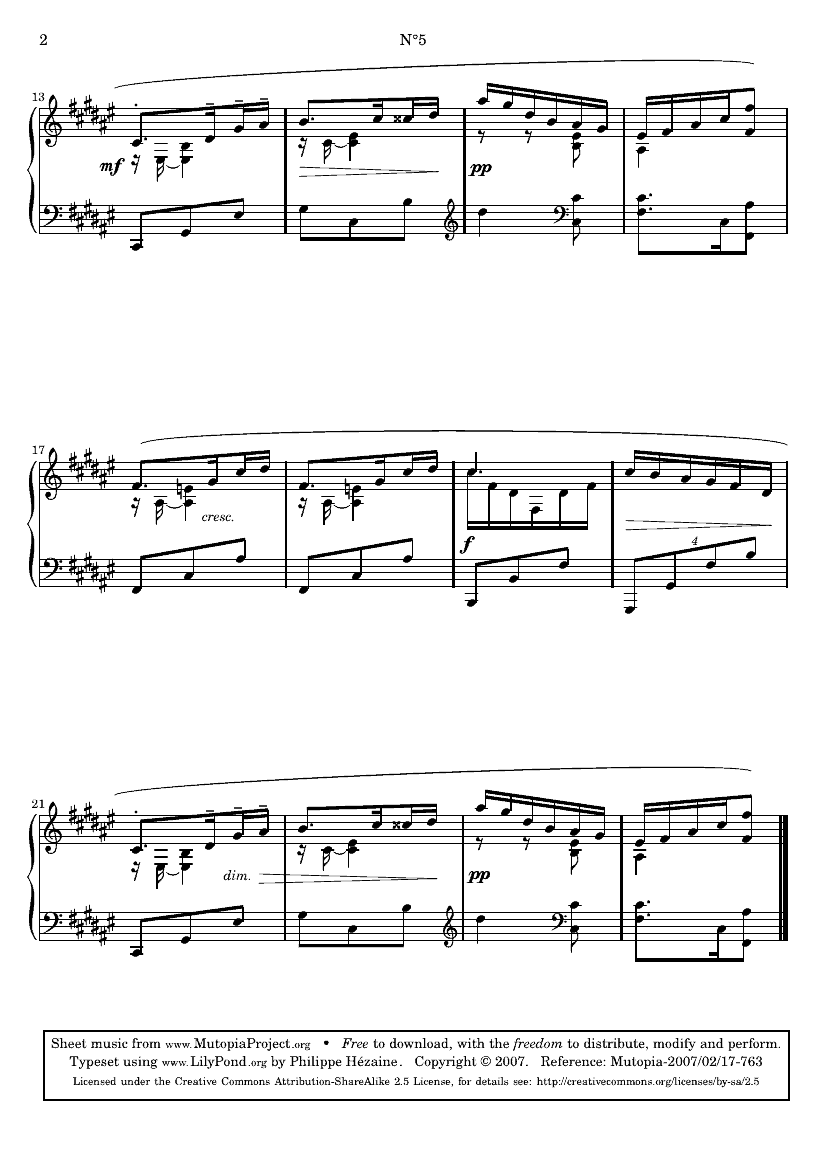 2
N°5
13
mf
pp
17
cresc.
f
4
21
dim.
pp
Sheet music from www.MutopiaProject.org • Free to download, with the freedom to distribute, modify and perform.
Typeset using www.LilyPond.org by Philippe Hézaine. Copyright © 2007. Reference: Mutopia-2007/02/17-763
Licensed under the Creative Commons Attribution-ShareAlike 2.5 License, for details see: http://creativecommons.org/licenses/by-sa/2.5